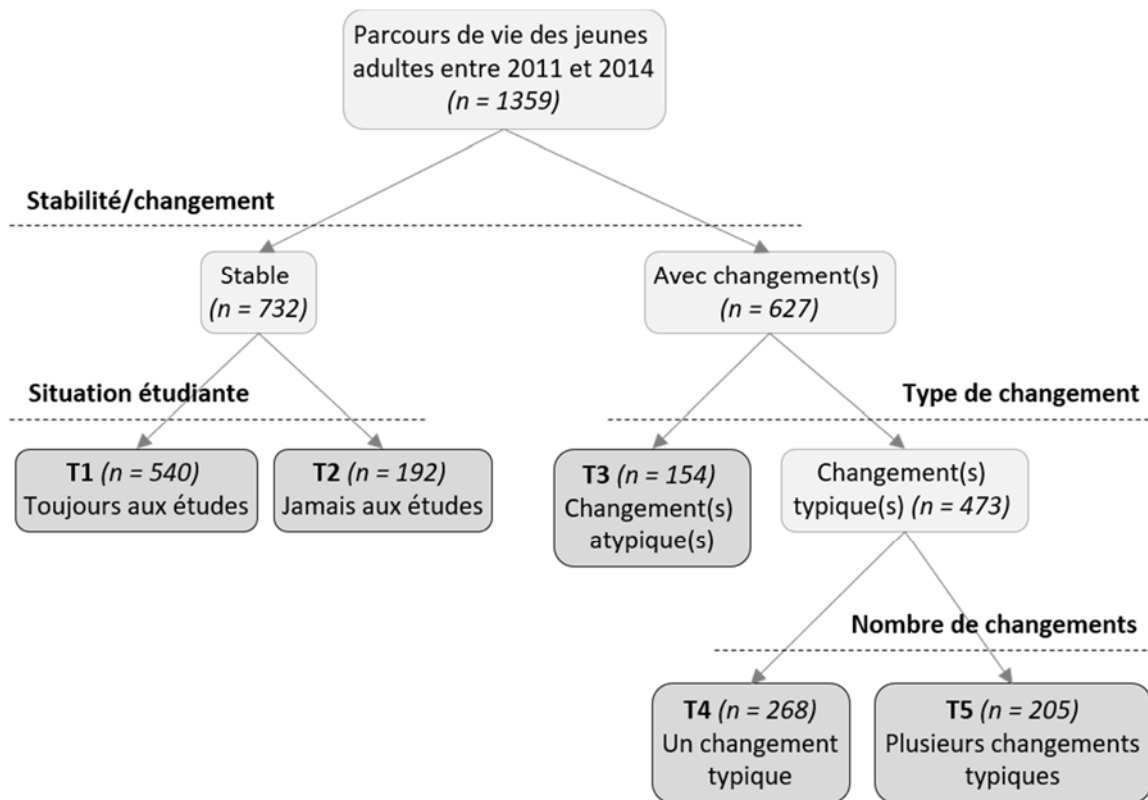 Parcours de vie des jeunes
adultes entre 2011 et 2014
(n = 1359)
Stabilité/changement
Stable
(n = 732)
Avec changement(s)
(n = 627)
Situation étudiante
Type de changement
T1 (n = 540)
Toujours aux études
T2 (n = 192)
Jamais aux études
T3 (n = 154)
Changement(s)
atypique(s)
Changement(s)
typique(s) (n = 473)
Nombre de changements
T4 (n = 268)
Un changement
typique
T5 (n = 205)
Plusieurs changements
typiques